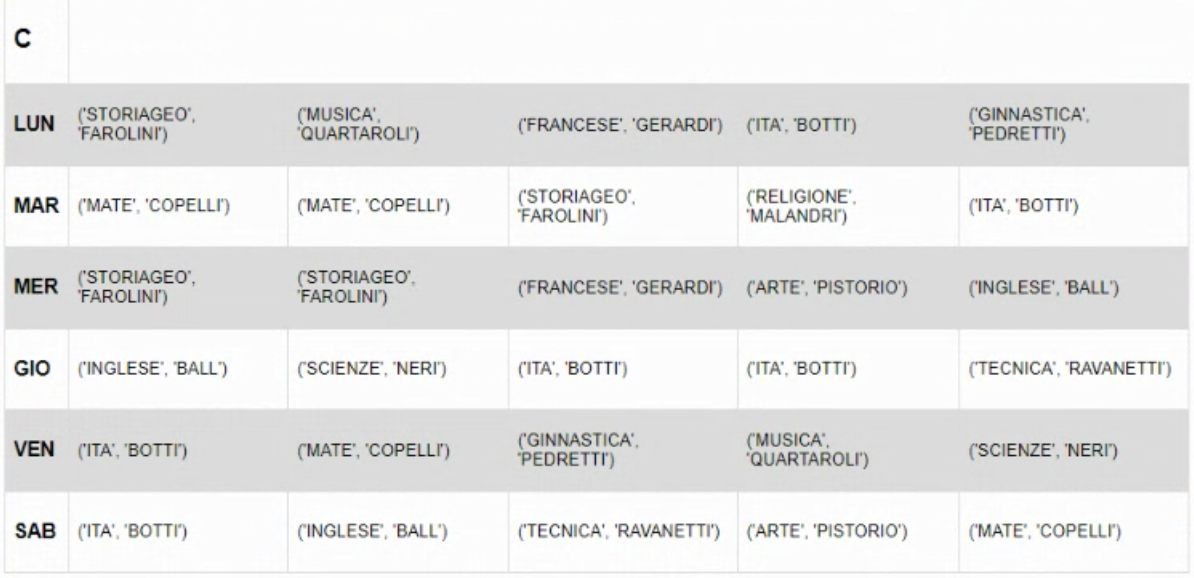 C
LUN
('STORIAGEO',
'FAROLINI')
('MUSICA',
'QUARTAROLI')
('FRANCESE', 'GERARDI')
('ITA', 'BOTTI')
('GINNASTICA',
'PEDRETTI')
MAR
('MATE', 'COPELLI')
('MATE', 'COPELLI')
('STORIAGEO',
'FAROLINI')
('RELIGIONE',
'MALANDRI')
('ITA', 'BOTTI')
MER
('STORIAGEO',
'FAROLINI')
('STORIAGEO',
'FAROLINI')
('FRANCESE', 'GERARDI')
('ARTE', 'PISTORIO')
('INGLESE', 'BALL')
GIO
('INGLESE', 'BALL')
('SCIENZE', 'NERI')
('ITA', 'BOTTI')
('ITA', 'BOTTI')
('TECNICA', 'RAVANETTI')
VEN
('ITA', 'BOTTI')
('MATE', 'COPELLI')
('GINNASTICA',
'PEDRETTI')
('MUSICA',
'QUARTAROLI')
('SCIENZE', 'NERI')
SAB
('ITA', 'BOTTI')
('INGLESE', 'BALL')
('TECNICA', 'RAVANETTI')
('ARTE', 'PISTORIO')
('MATE', 'COPELLI')